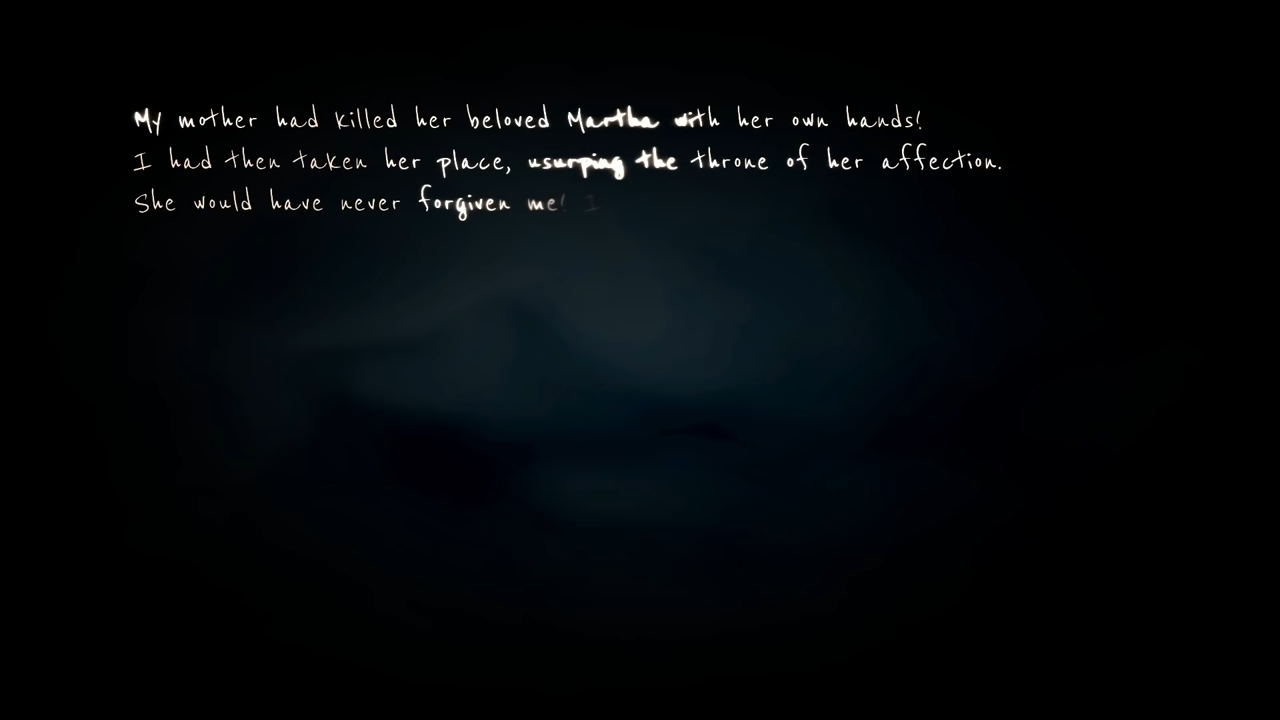 My mother had killed her beloved Martha with her own hands!
I had then taken her place, usurping the throne of her affection.
She would have never forgiven me! I